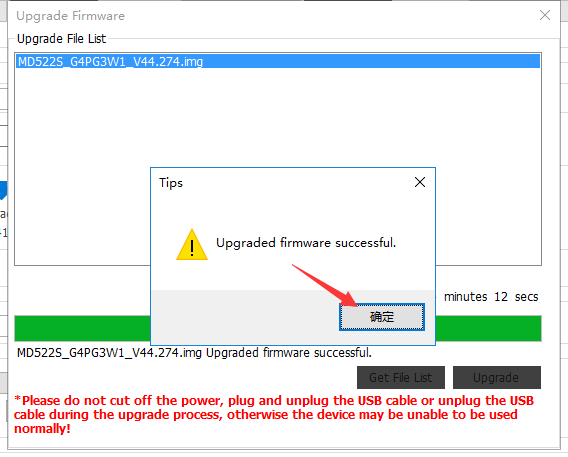 Upgrade Firmware
Upgrade File List
MD522S_G4PG3W1_V44.274.img
Tips
Upgraded firmware successful.
确定
minutes 12 secs
MD522S_G4PG3W1_V44.274.img Upgraded firmware successful.
Get File List
Upgrade
*Please do not cut off the power, plug and unplug the USB cable or unplug the USB
cable during the upgrade process, otherwise the device may be unable to be used
normally!